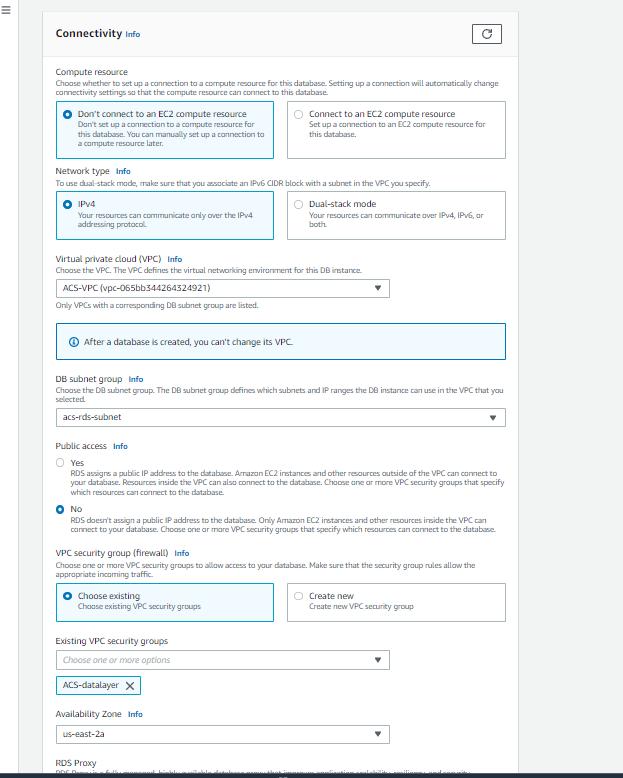 Connectivity Info
Compute resource
Choose whether to set up a connection to a compute resource for this database. Setting up a connection will automatically change
connectivity settings so that the compute resource can connect to this database.
Don't connect to an EC2 compute resource
Don't set up a connection to a compute resource for
this database. You can manually set up a connection to
a compute resource later.
Connect to an EC2 compute resource
Set up a connection to an EC2 compute resource for
this database.
Network type Info
To use dual-stack mode, make sure that you associate an IPv6 CIDR block with a subnet in the VPC you specify.
IPv4
Your resources can communicate only over the IPv4
addressing protocol.
Dual-stack mode
Your resources can communicate over IPv4, IPv6, or
both.
Virtual private cloud (VPC) Info
Choose the VPC. The VPC defines the virtual networking environment for this DB instance.
ACS-VPC (vpc-065bb344264324921)
Only VPCs with a corresponding DB subnet group are listed.
After a database is created, you can't change its VPC.
DB subnet group Info
Choose the DB subnet group. The DB subnet group defines which subnets and IP ranges the DB instance can use in the VPC that you
selected.
acs-rds-subnet
Public access Info
Yes
RDS assigns a public IP address to the database. Amazon EC2 instances and other resources outside of the VPC can connect to
your database. Resources inside the VPC can also connect to the database. Choose one or more VPC security groups that specify
which resources can connect to the database.
No
RDS doesn't assign a public IP address to the database. Only Amazon EC2 instances and other resources inside the VPC can
connect to your database. Choose one or more VPC security groups that specify which resources can connect to the database.
VPC security group (firewall) Info
Choose one or more VPC security groups to allow access to your database. Make sure that the security group rules allow the
appropriate incoming traffic.
Choose existing
Choose existing VPC security groups
Create new
Create new VPC security group
Existing VPC security groups
Choose one or more options
ACS-datalayer
Availability Zone Info
us-east-2a
RDS Proxy
RDS Proxy is a fully managed, highly available database proxy that improves application scalability, resiliency, and security.